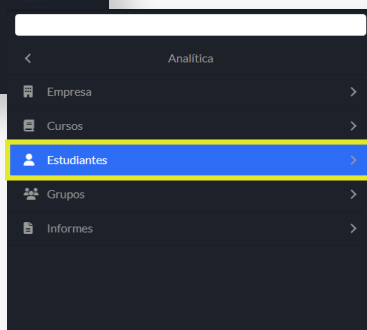 Analítica
Empresa
Cursos
Estudiantes
Grupos
Informes